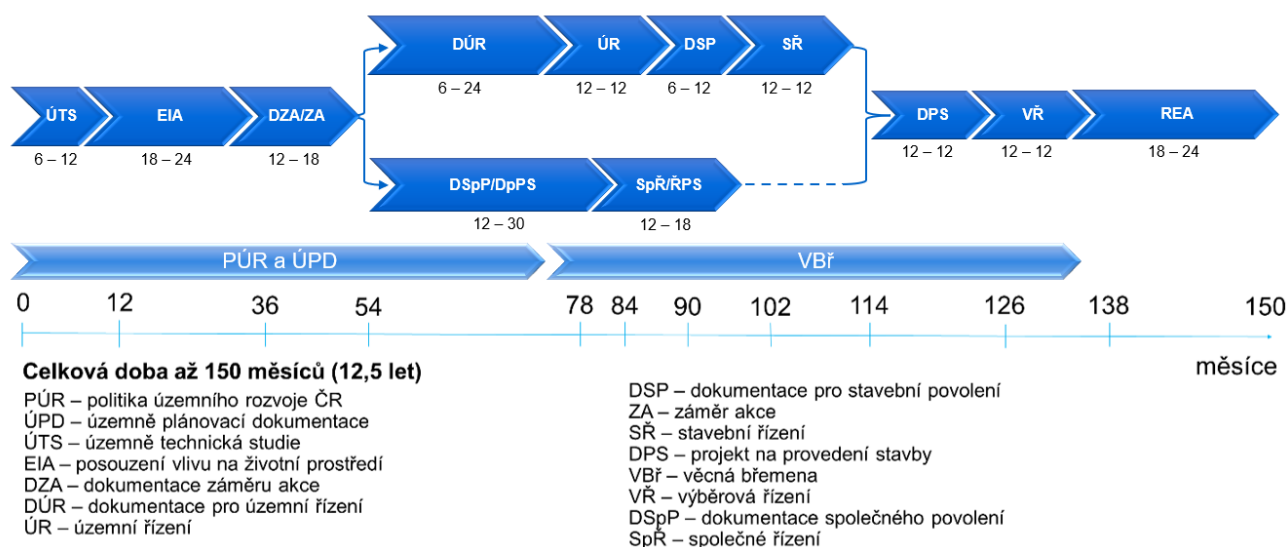 DÚR
ÚR
DSP
SŘ
6 – 24
12 – 12
6 – 12
12 – 12
ÚTS
EIA
DZA/ZA
6 – 12
18 – 24
12 – 18
DPS
VŘ
REA
12 – 12
12 – 12
18 – 24
DSpP/DpPS
SpŘ/ŘPS
12 – 30
12 – 18
PÚR a ÚPD
VBř
0
12
36
54
78
84
90
102
114
126
138
150
měsíce
Celková doba až 150 měsíců (12,5 let)
PÚR – politika územního rozvoje ČR
ÚPD – územně plánovací dokumentace
ÚTS – územně technická studie
EIA – posouzení vlivu na životní prostředí
DZA – dokumentace záměru akce
DÚR – dokumentace pro územní řízení
ÚR – územní řízení
DSP – dokumentace pro stavební povolení
ZA – záměr akce
SŘ – stavební řízení
DPS – projekt na provedení stavby
VBř – věcná břemena
VŘ – výběrová řízení
DSpP – dokumentace společného povolení
SpŘ – společné řízení